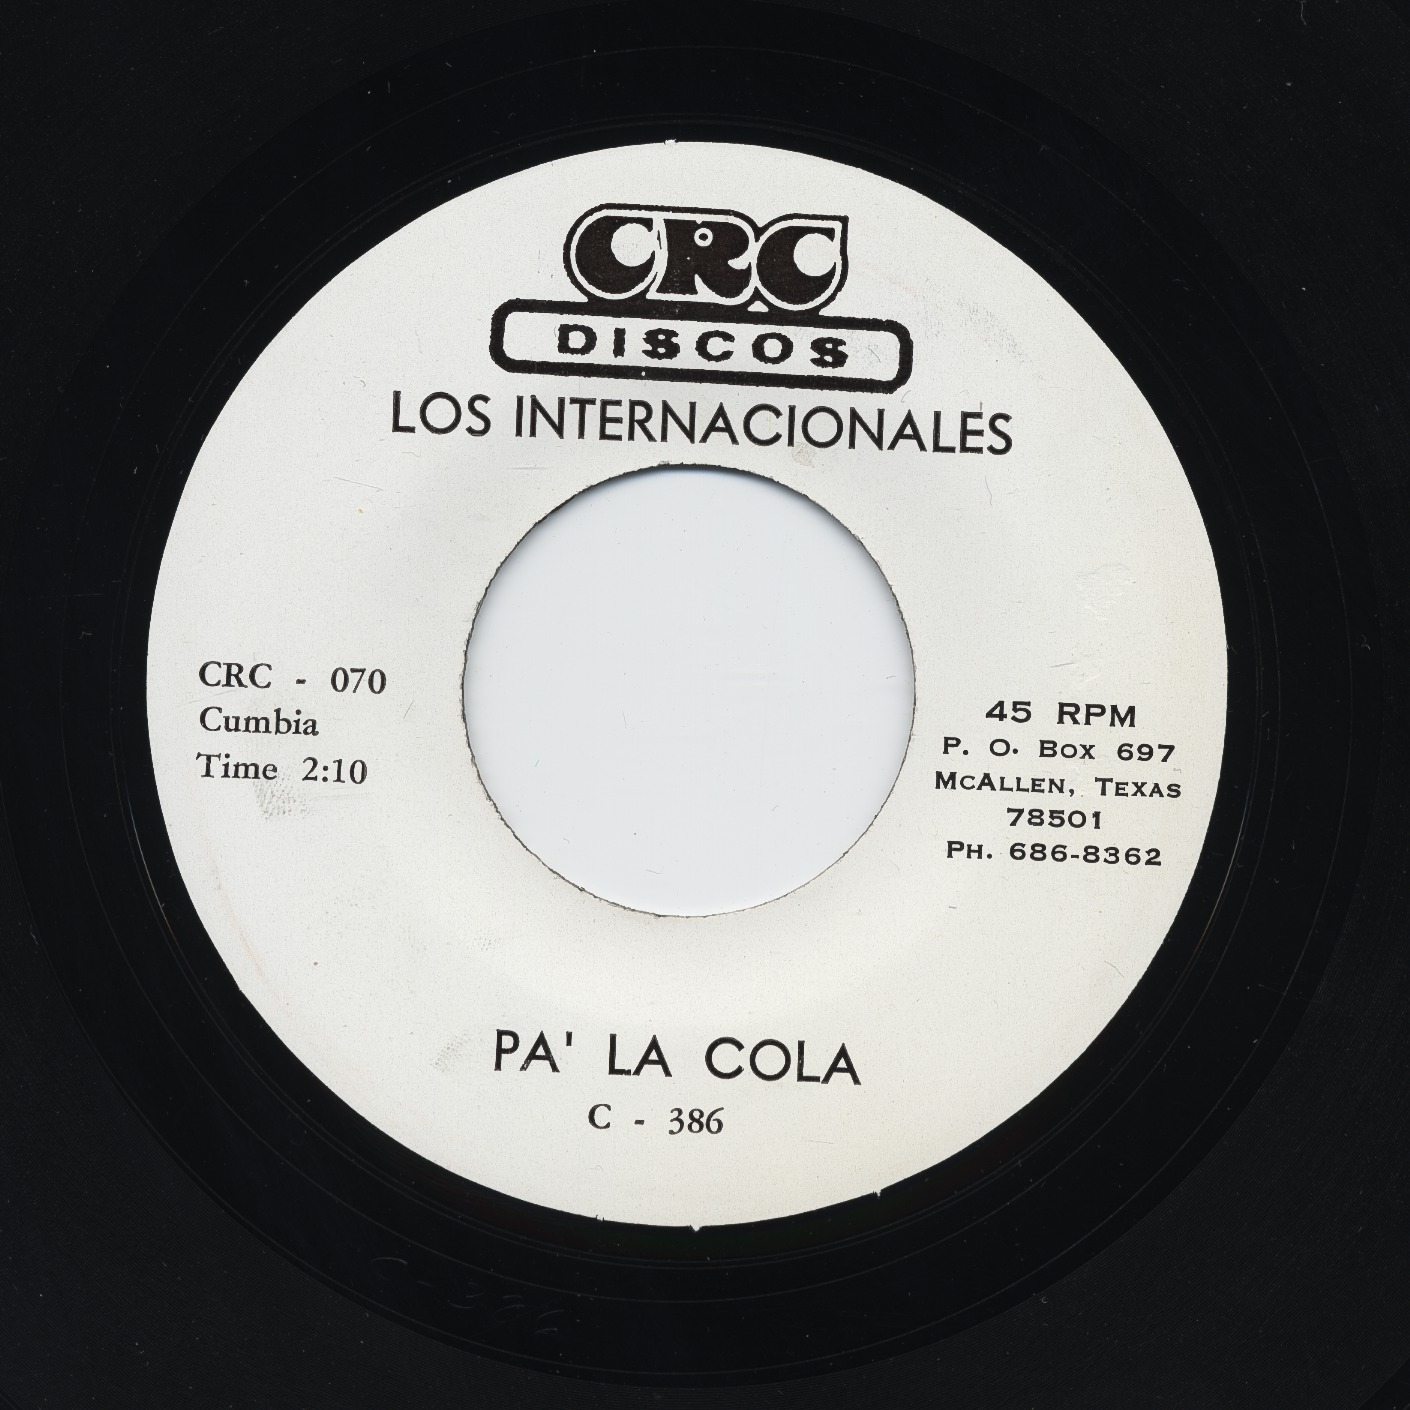 CRC
DISCOS
LOS INTERNACIONALES
CRC - 070
Cumbia
Time 2:10
45 RPM
P. O. Box 697
McAllen, Texas
78501
Ph. 686-8362
PA' LA COLA
C - 386